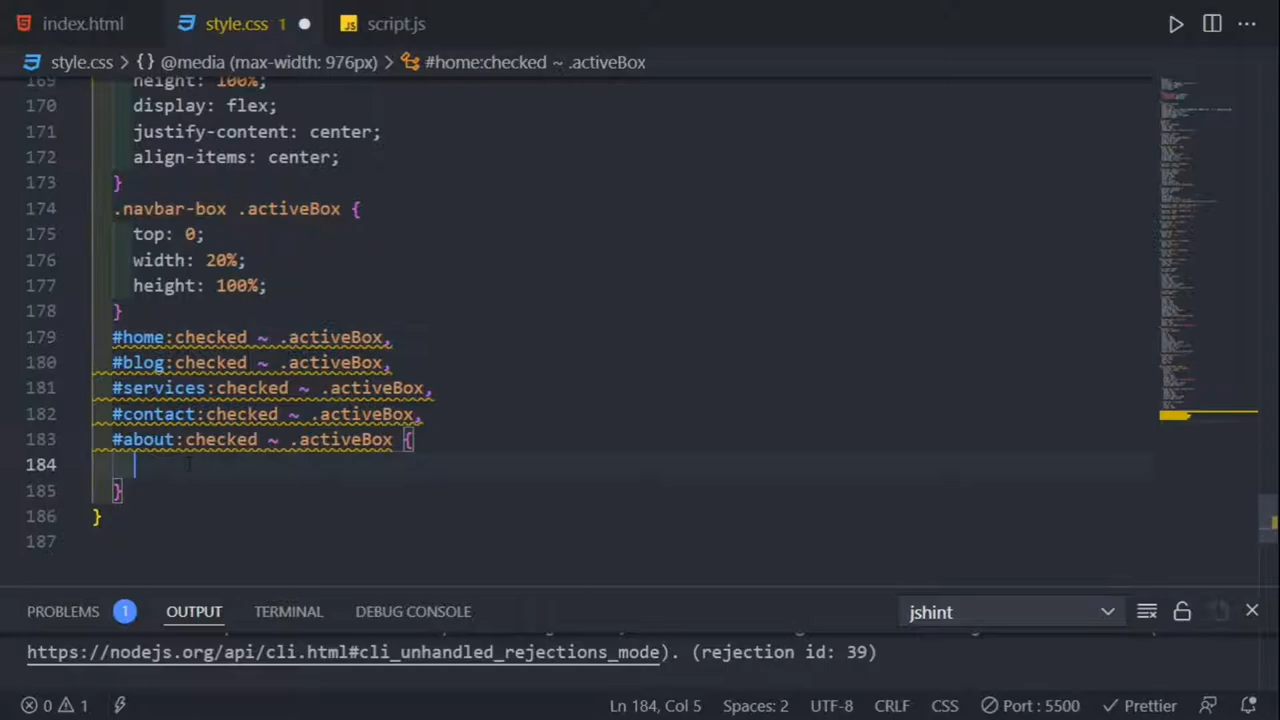 index.html style.css 1 script.js
style.css > {} @media (max-width: 976px) > #home:checked ~ .activeBox
169 height: 100%;
170 display: flex;
171 justify-content: center;
172 align-items: center;
173 }
174 .navbar-box .activeBox {
175 top: 0;
176 width: 20%;
177 height: 100%;
178 }
179 #home:checked ~ .activeBox,
180 #blog:checked ~ .activeBox,
181 #services:checked ~ .activeBox,
182 #contact:checked ~ .activeBox,
183 #about:checked ~ .activeBox {
184
185 }
186 }
187
PROBLEMS 1 OUTPUT TERMINAL DEBUG CONSOLE jshint
https://nodejs.org/api/cli.html#cli_unhandled_rejections_mode). (rejection id: 39)
0 1 Ln 184, Col 5 Spaces: 2 UTF-8 CRLF CSS Port : 5500 Prettier